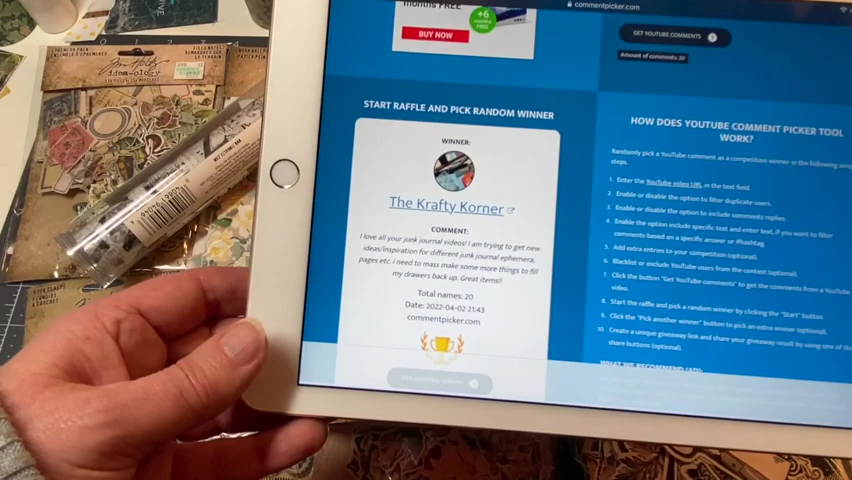 commentpicker.com
months FREE
+6
months
FREE
BUY NOW
GET YOUTUBE COMMENTS
Amount of comments: 20
START RAFFLE AND PICK RANDOM WINNER
WINNER:
The Krafty Korner
COMMENT:
I love all your junk journal videos! I am trying to get new
ideas/inspiration for different junk journal ephemera,
pages etc. i need to mass make some more things to fill
my drawers back up. Great items!!
Total names: 20
Date: 2022-04-02 21:43
commentpicker.com
HOW DOES YOUTUBE COMMENT PICKER TOOL
WORK?
Randomly pick a YouTube comment as a competition winner in the following
steps.
1. Enter the YouTube video URL in the text field.
2. Enable or disable the option to filter duplicate users.
3. Enable or disable the option to include comments replies.
4. Enable the option include specific text and enter text, if you want to filter
comments based on a specific answer or #hashtag.
5. Add extra entries to your competition (optional).
6. Blacklist or exclude YouTube users from the contest (optional).
7. Click the button "Get YouTube comments" to get the comments from a YouTube
video.
8. Start the raffle and pick a random winner by clicking the "Start" button.
9. Click the "Pick another winner" button to pick an extra winner (optional).
10. Create a unique giveaway link and share your giveaway result by using one of the
share buttons (optional).
WHAT WE RECOMMEND (AD):
Tim Holtz
idea-ology
FIELD NOTES